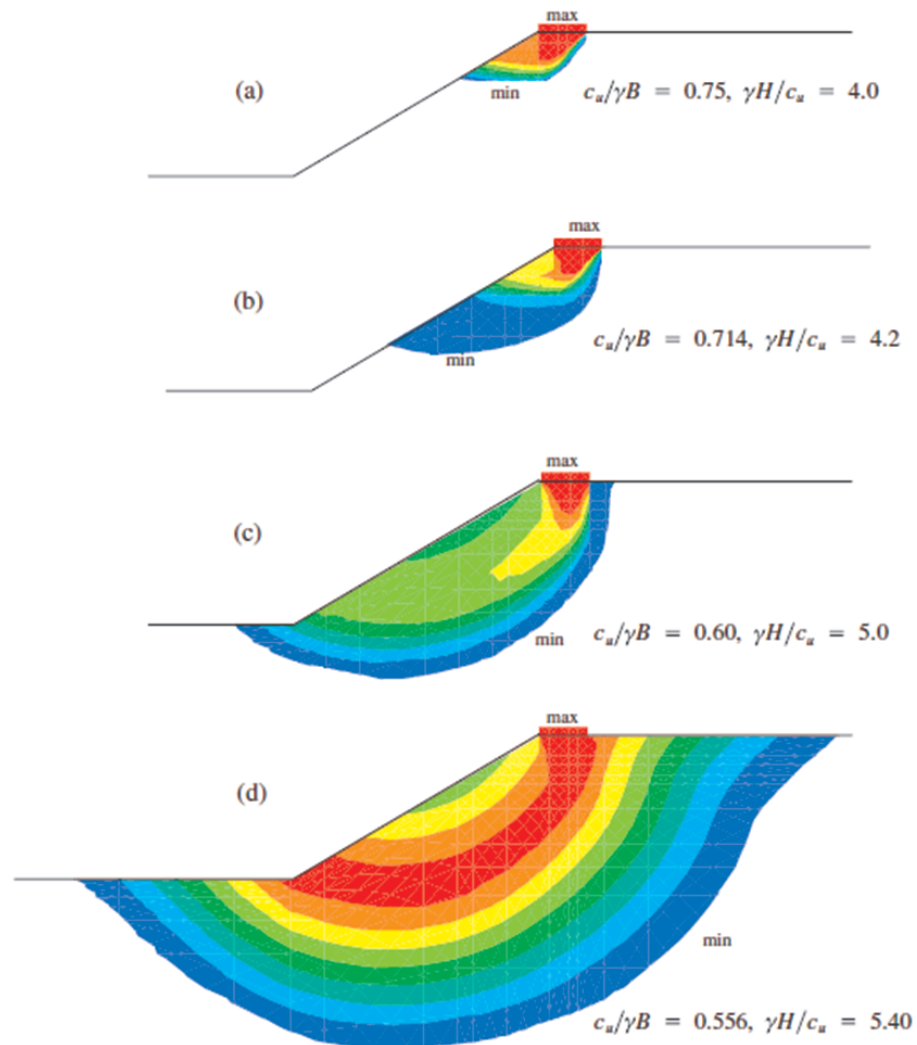 max
(a)
min
c_u/γB = 0.75, γH/c_u = 4.0
max
(b)
c_u/γB = 0.714, γH/c_u = 4.2
min
max
(c)
min
c_u/γB = 0.60, γH/c_u = 5.0
max
(d)
min
c_u/γB = 0.556, γH/c_u = 5.40